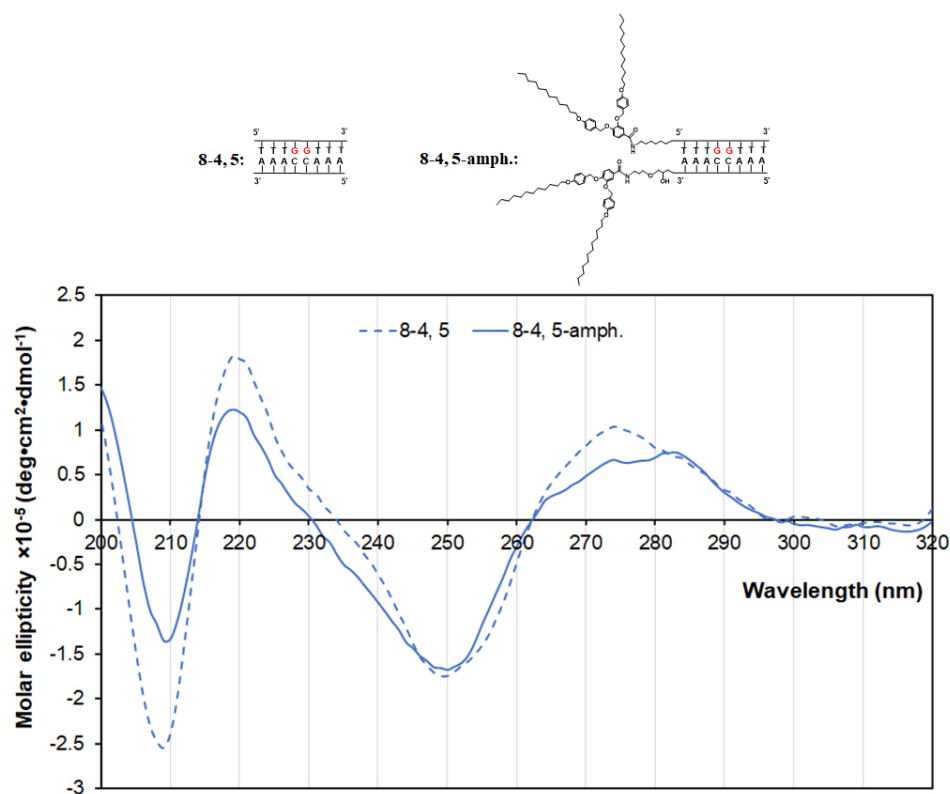 5'
3'
T T T G G T T T
8-4, 5:
A A A C C A A A
3'
5'
O
O
O
O
O
N
H
5'
3'
T T T G G T T T
8-4, 5-amph.:
A A A C C A A A
3'
5'
O
O
O
O
O
N
H
O
OH
2.5
2
1.5
1
0.5
0
-0.5
-1
-1.5
-2
-2.5
-3
8-4, 5
8-4, 5-amph.
200 210 220 230 240 250 260 270 280 290 300 310 320
Wavelength (nm)
Molar ellipticity ×10⁻⁵ (deg•cm²•dmol⁻¹)